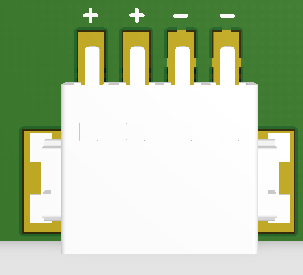 + + − −